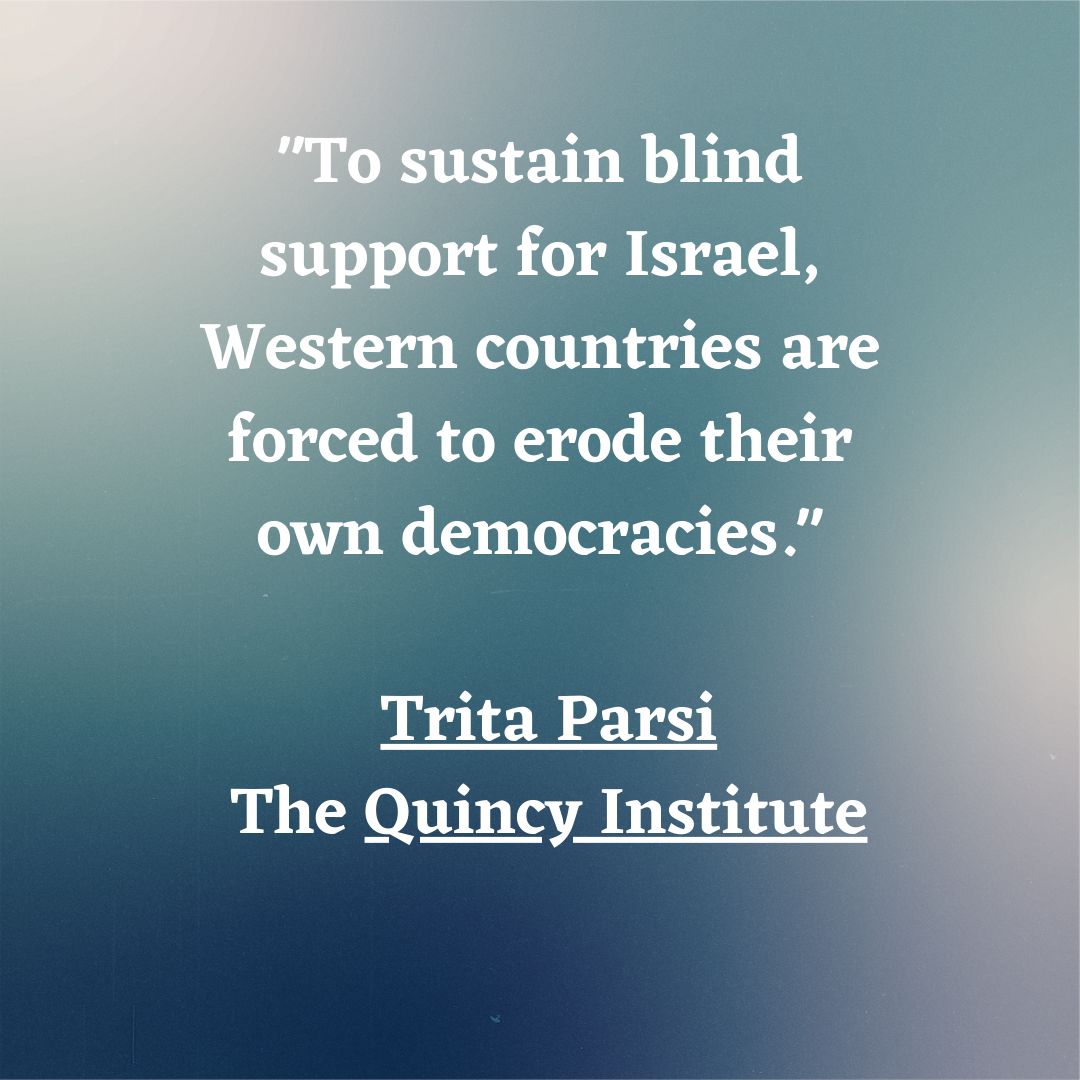 "To sustain blind
support for Israel,
Western countries are
forced to erode their
own democracies."
Trita Parsi
The Quincy Institute